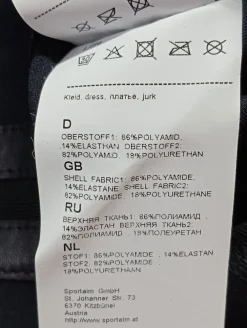 Kleid, dress, платье, jurk
D
OBERSTOFF1: 86%POLYAMID,
14%ELASTHAN OBERSTOFF2:
82%POLYAMID, 18%POLYURETHAN
GB
SHELL FABRIC1: 86%POLYAMIDE,
14%ELASTANE SHELL FABRIC2:
82%POLYAMIDE, 18%POLYURETHANE
RU
ВЕРХНЯЯ ТКАНЬ1: 86%ПОЛИАМИД,
14%ЭЛАСТАН ВЕРХНЯЯ ТКАНЬ2:
82%ПОЛИАМИД, 18%ПОЛИУРЕТАН
NL
STOF1: 86%POLYAMIDE, 14%ELASTAN
STOF2: 82%POLYAMIDE,
18%POLYURETHAAN
Sportalm GmbH
St. Johanner Str. 73
6370 Kitzbühel
Austria
http://www.sportalm.at